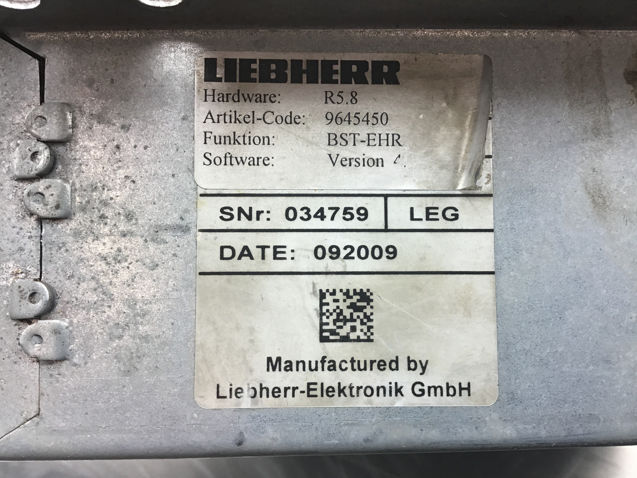 LIEBHERR
Hardware: R5.8
Artikel-Code: 9645450
Funktion: BST-EHR
Software: Version
SNr: 034759 LEG
DATE: 092009
Manufactured by
Liebherr-Elektronik GmbH